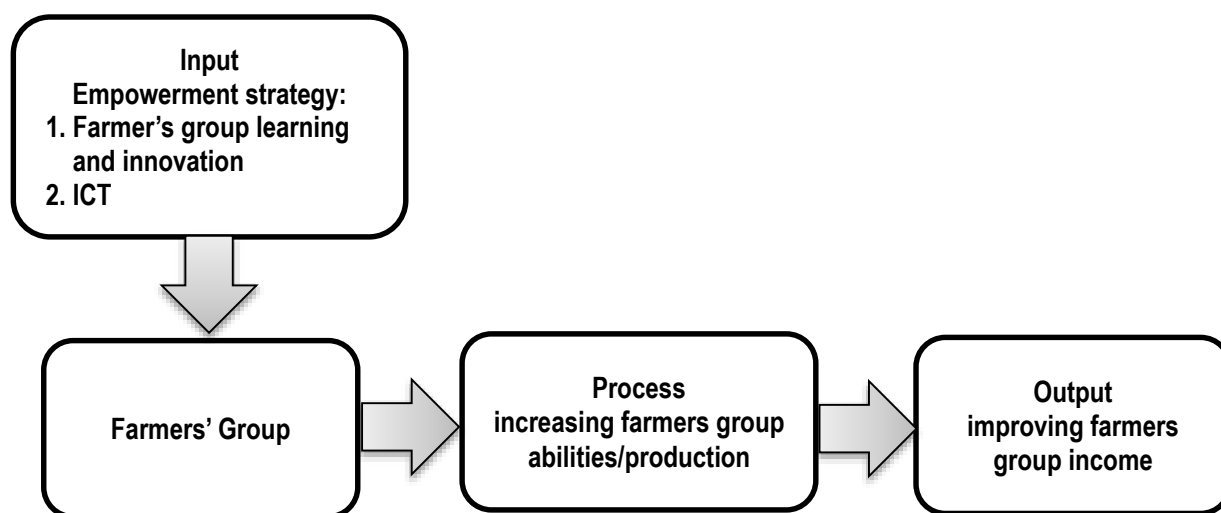 Input
Empowerment strategy:
1. Farmer’s group learning
and innovation
2. ICT
Farmers’ Group
Process
increasing farmers group
abilities/production
Output
improving farmers
group income